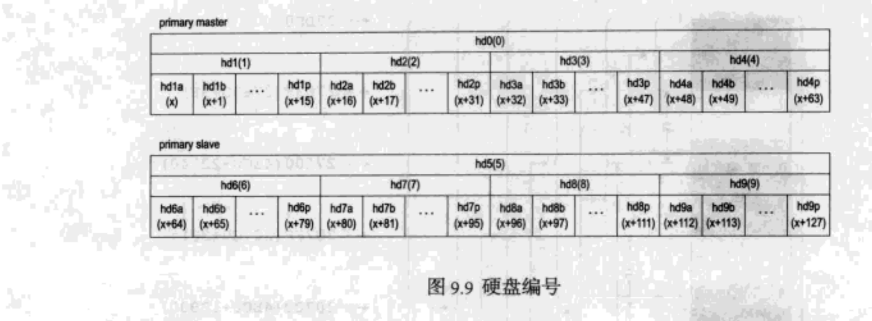 primary master
hd0(0)
hd1(1) hd2(2) hd3(3) hd4(4)
hd1a hd1b ... hd1p hd2a hd2b ... hd2p hd3a hd3b ... hd3p hd4a hd4b ... hd4p
(x) (x+1) (x+15) (x+16) (x+17) (x+31) (x+32) (x+33) (x+47) (x+48) (x+49) (x+63)
primary slave
hd5(5)
hd6(6) hd7(7) hd8(8) hd9(9)
hd6a hd6b ... hd6p hd7a hd7b ... hd7p hd8a hd8b ... hd8p hd9a hd9b ... hd9p
(x+64) (x+65) (x+79) (x+80) (x+81) (x+95) (x+96) (x+97) (x+111) (x+112) (x+113) (x+127)
图 9.9 硬盘编号